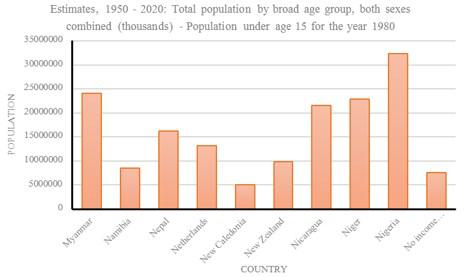 Estimates, 1950 - 2020: Total population by broad age group, both sexes
combined (thousands) - Population under age 15 for the year 1980
35000000
30000000
25000000
20000000
15000000
10000000
5000000
0
POPULATION
Myanmar
Namibia
Nepal
Netherlands
New Caledonia
New Zealand
Nicaragua
Niger
Nigeria
No income...
COUNTRY